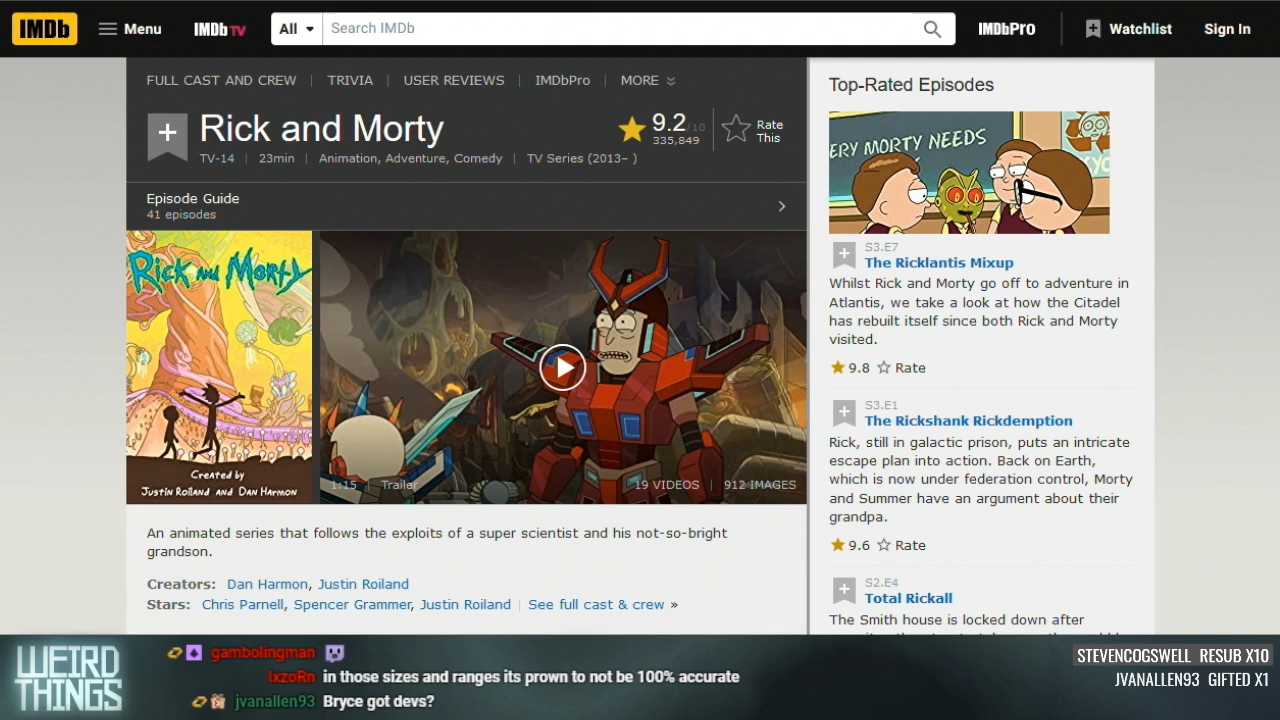 IMDb
Menu
IMDb TV
All
Search IMDb
IMDbPro
Watchlist
Sign In
FULL CAST AND CREW | TRIVIA | USER REVIEWS | IMDbPro | MORE
Rick and Morty
9.2/10
335,849
Rate This
TV-14 | 23min | Animation, Adventure, Comedy | TV Series (2013– )
Episode Guide
41 episodes
Rick and Morty
Created by
Justin Roiland and Dan Harmon
1:15 | Trailer
19 VIDEOS | 912 IMAGES
An animated series that follows the exploits of a super scientist and his not-so-bright
grandson.
Creators: Dan Harmon, Justin Roiland
Stars: Chris Parnell, Spencer Grammer, Justin Roiland | See full cast & crew »
Top-Rated Episodes
ERY MORTY NEEDS
S3.E7
The Ricklantis Mixup
Whilst Rick and Morty go off to adventure in
Atlantis, we take a look at how the Citadel
has rebuilt itself since both Rick and Morty
visited.
9.8 Rate
S3.E1
The Rickshank Rickdemption
Rick, still in galactic prison, puts an intricate
escape plan into action. Back on Earth,
which is now under federation control, Morty
and Summer have an argument about their
grandpa.
9.6 Rate
S2.E4
Total Rickall
The Smith house is locked down after
WEIRD
THINGS
gambolingman
IxzoRn in those sizes and ranges its prown to not be 100% accurate
jvanallen93 Bryce got devs?
STEVENCOGSWELL RESUB X10
JVANALLEN93 GIFTED X1